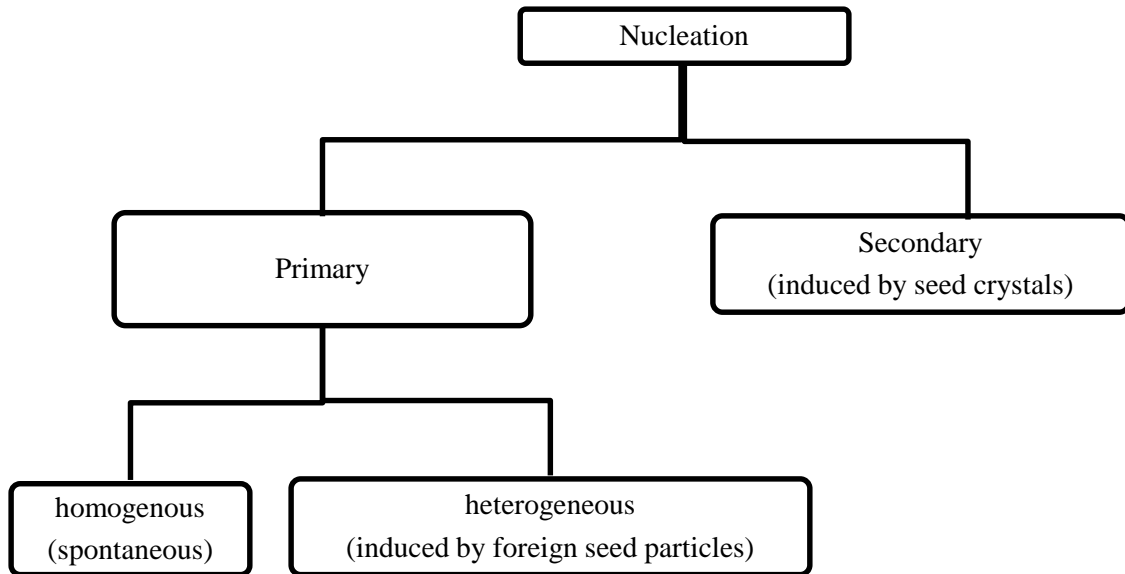 Nucleation
Primary
Secondary
(induced by seed crystals)
homogenous
(spontaneous)
heterogeneous
(induced by foreign seed particles)